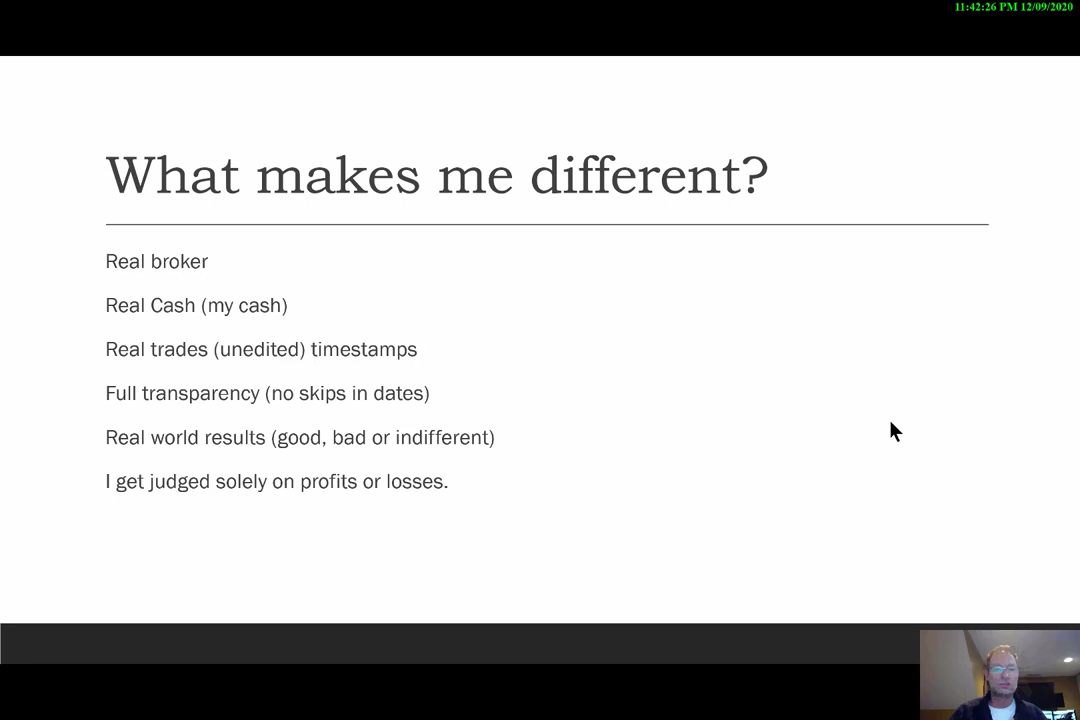 11:42:26 PM 12/09/2020
What makes me different?
Real broker
Real Cash (my cash)
Real trades (unedited) timestamps
Full transparency (no skips in dates)
Real world results (good, bad or indifferent)
I get judged solely on profits or losses.